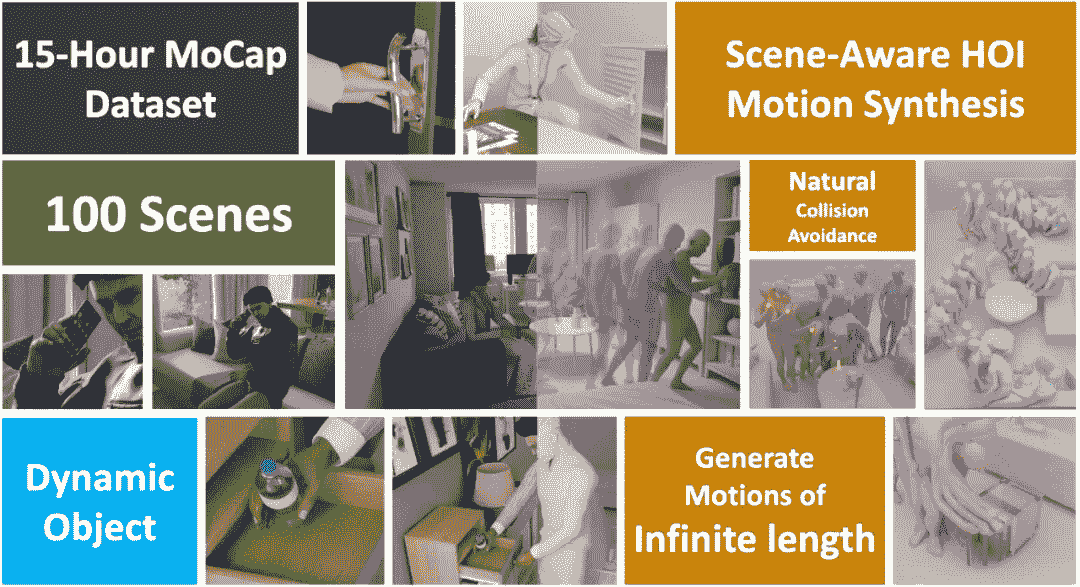 15-Hour MoCap
Dataset
Scene-Aware HOI
Motion Synthesis
100 Scenes
Natural
Collision
Avoidance
Dynamic
Object
Generate
Motions of
Infinite length